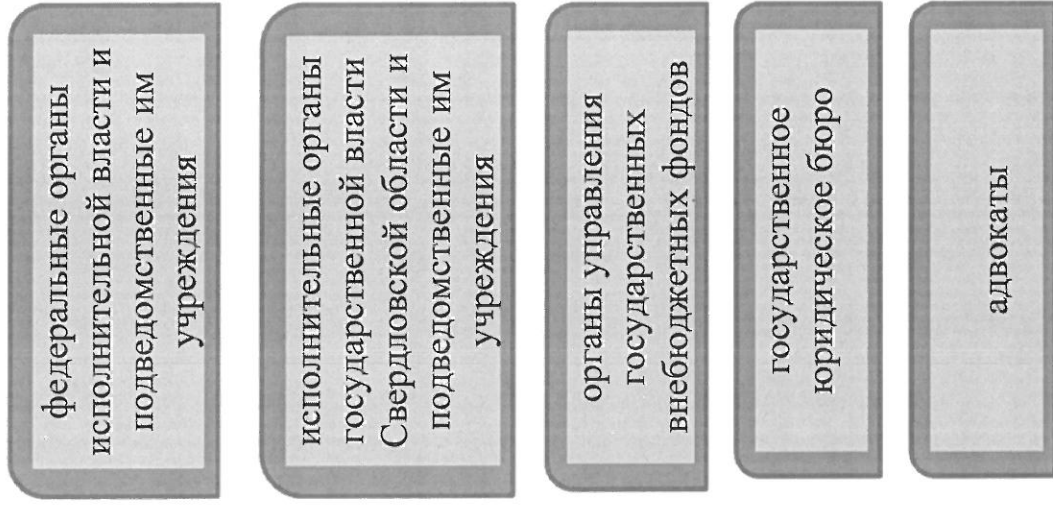 федеральные органы
исполнительной власти и
подведомственные им
учреждения
исполнительные органы
государственной власти
Свердловской области и
подведомственные им
учреждения
органы управления
государственных
внебюджетных фондов
государственное
юридическое бюро
адвокаты